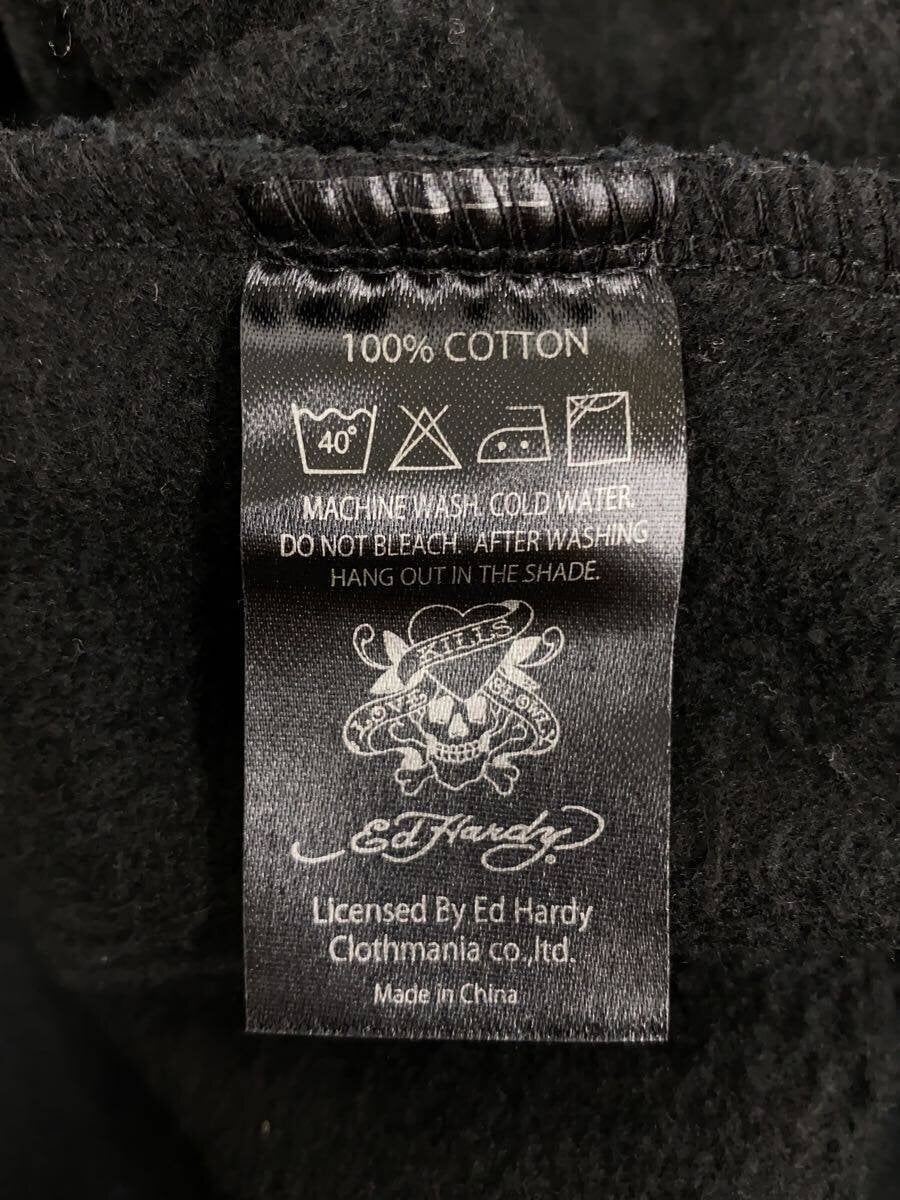 100% COTTON
40°
MACHINE WASH. COLD WATER.
DO NOT BLEACH. AFTER WASHING
HANG OUT IN THE SHADE.
KILLS
LOVE
SLOWLY
Ed Hardy
Licensed By Ed Hardy
Clothmania co.,ltd.
Made in China